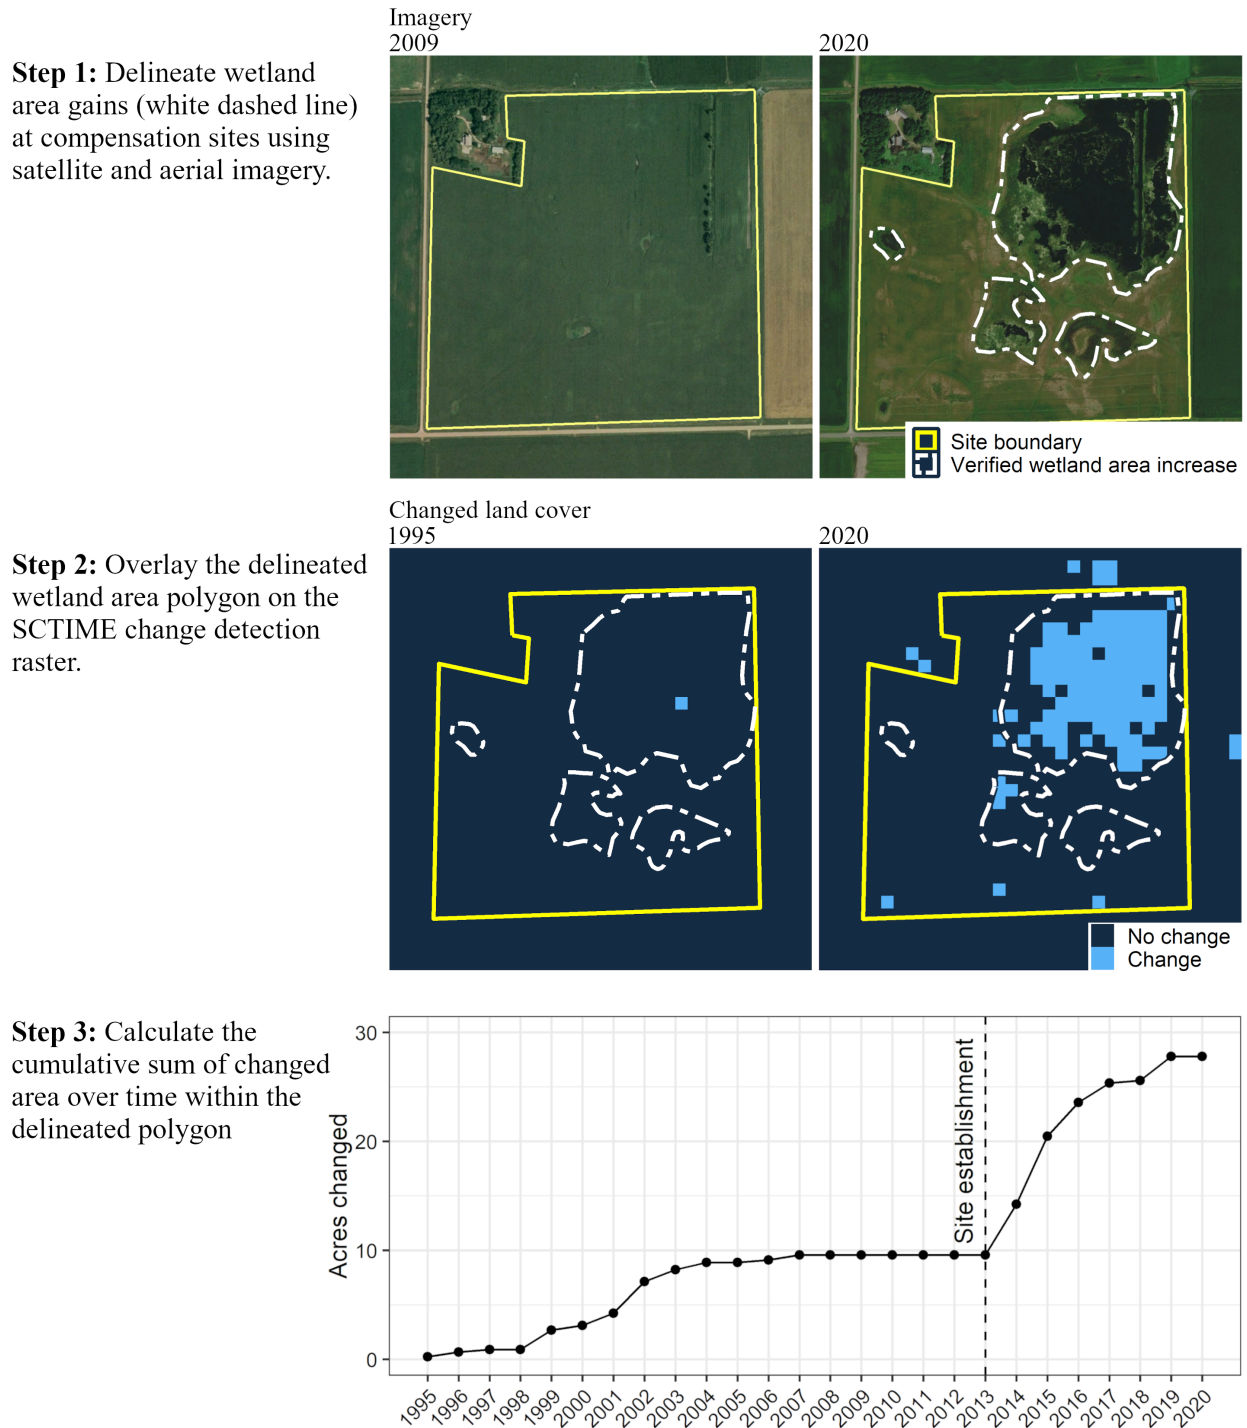 Imagery
2009
2020
Step 1: Delineate wetland
area gains (white dashed line)
at compensation sites using
satellite and aerial imagery.
Site boundary
Verified wetland area increase
Changed land cover
1995
2020
Step 2: Overlay the delineated
wetland area polygon on the
SCTIME change detection
raster.
No change
Change
Step 3: Calculate the
cumulative sum of changed
area over time within the
delineated polygon
Acres changed
30
20
10
0
Site establishment
1995
1996
1997
1998
1999
2000
2001
2002
2003
2004
2005
2006
2007
2008
2009
2010
2011
2012
2013
2014
2015
2016
2017
2018
2019
2020